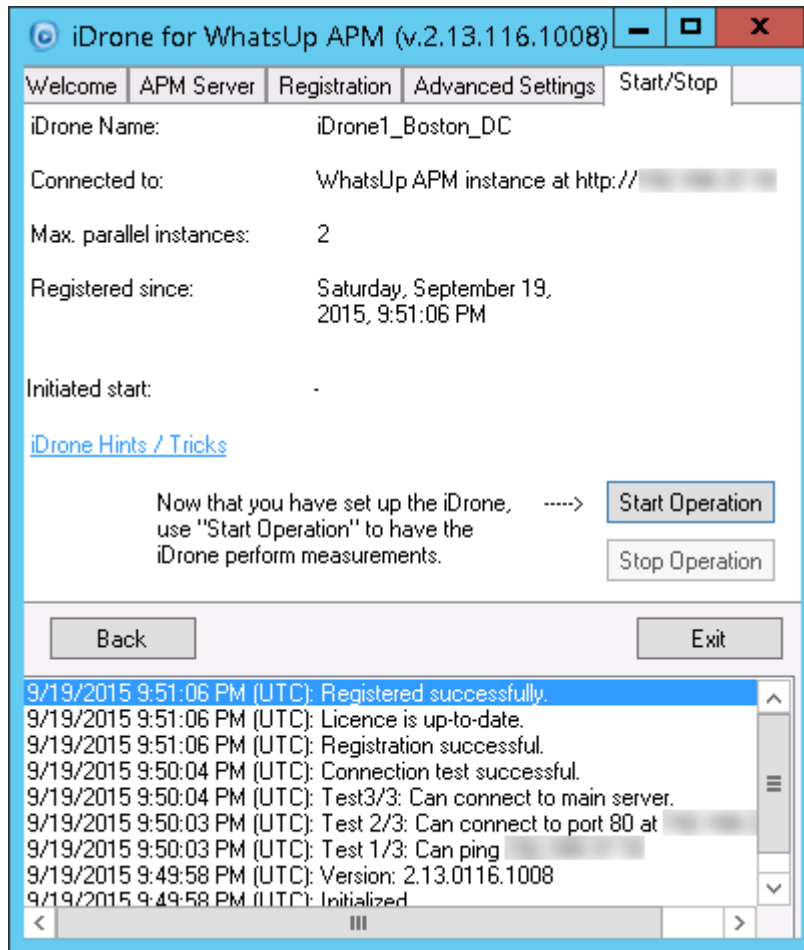 iDrone for WhatsUp APM (v.2.13.116.1008)
Welcome APM Server Registration Advanced Settings Start/Stop
iDrone Name: iDrone1_Boston_DC
Connected to: WhatsUp APM instance at http://
Max. parallel instances: 2
Registered since: Saturday, September 19,
2015, 9:51:06 PM
Initiated start: -
iDrone Hints / Tricks
Now that you have set up the iDrone, ----> Start Operation
use "Start Operation" to have the
iDrone perform measurements.
Stop Operation
Back Exit
9/19/2015 9:51:06 PM (UTC): Registered successfully.
9/19/2015 9:51:06 PM (UTC): Licence is up-to-date.
9/19/2015 9:51:06 PM (UTC): Registration successful.
9/19/2015 9:50:04 PM (UTC): Connection test successful.
9/19/2015 9:50:04 PM (UTC): Test3/3: Can connect to main server.
9/19/2015 9:50:03 PM (UTC): Test 2/3: Can connect to port 80 at
9/19/2015 9:50:03 PM (UTC): Test 1/3: Can ping
9/19/2015 9:49:58 PM (UTC): Version: 2.13.0116.1008
9/19/2015 9:49:58 PM (UTC): Initialized